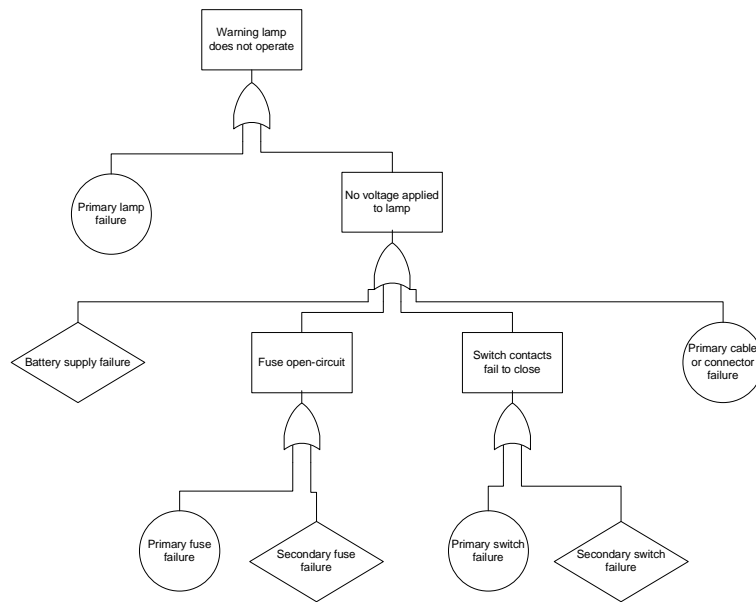 Warning lamp
does not operate
Primary lamp
failure
No voltage applied
to lamp
Battery supply failure
Fuse open-circuit
Switch contacts
fail to close
Primary cable
or connector
failure
Primary fuse
failure
Secondary fuse
failure
Primary switch
failure
Secondary switch
failure